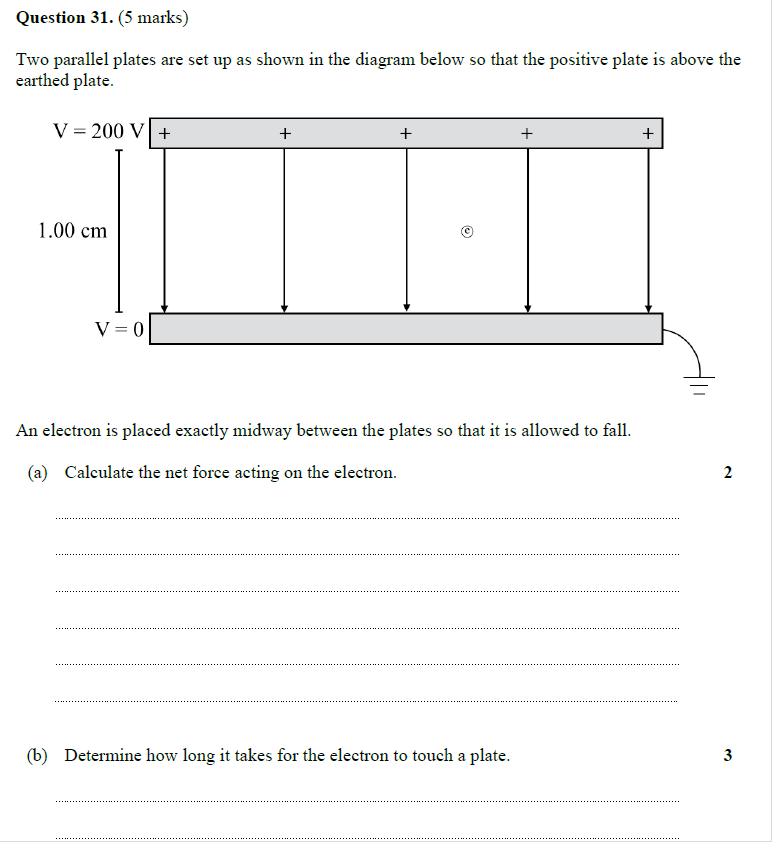 Question 31. (5 marks)
Two parallel plates are set up as shown in the diagram below so that the positive plate is above the
earthed plate.
V = 200 V + + + + +
1.00 cm
e
V = 0
An electron is placed exactly midway between the plates so that it is allowed to fall.
(a) Calculate the net force acting on the electron. 2
(b) Determine how long it takes for the electron to touch a plate. 3